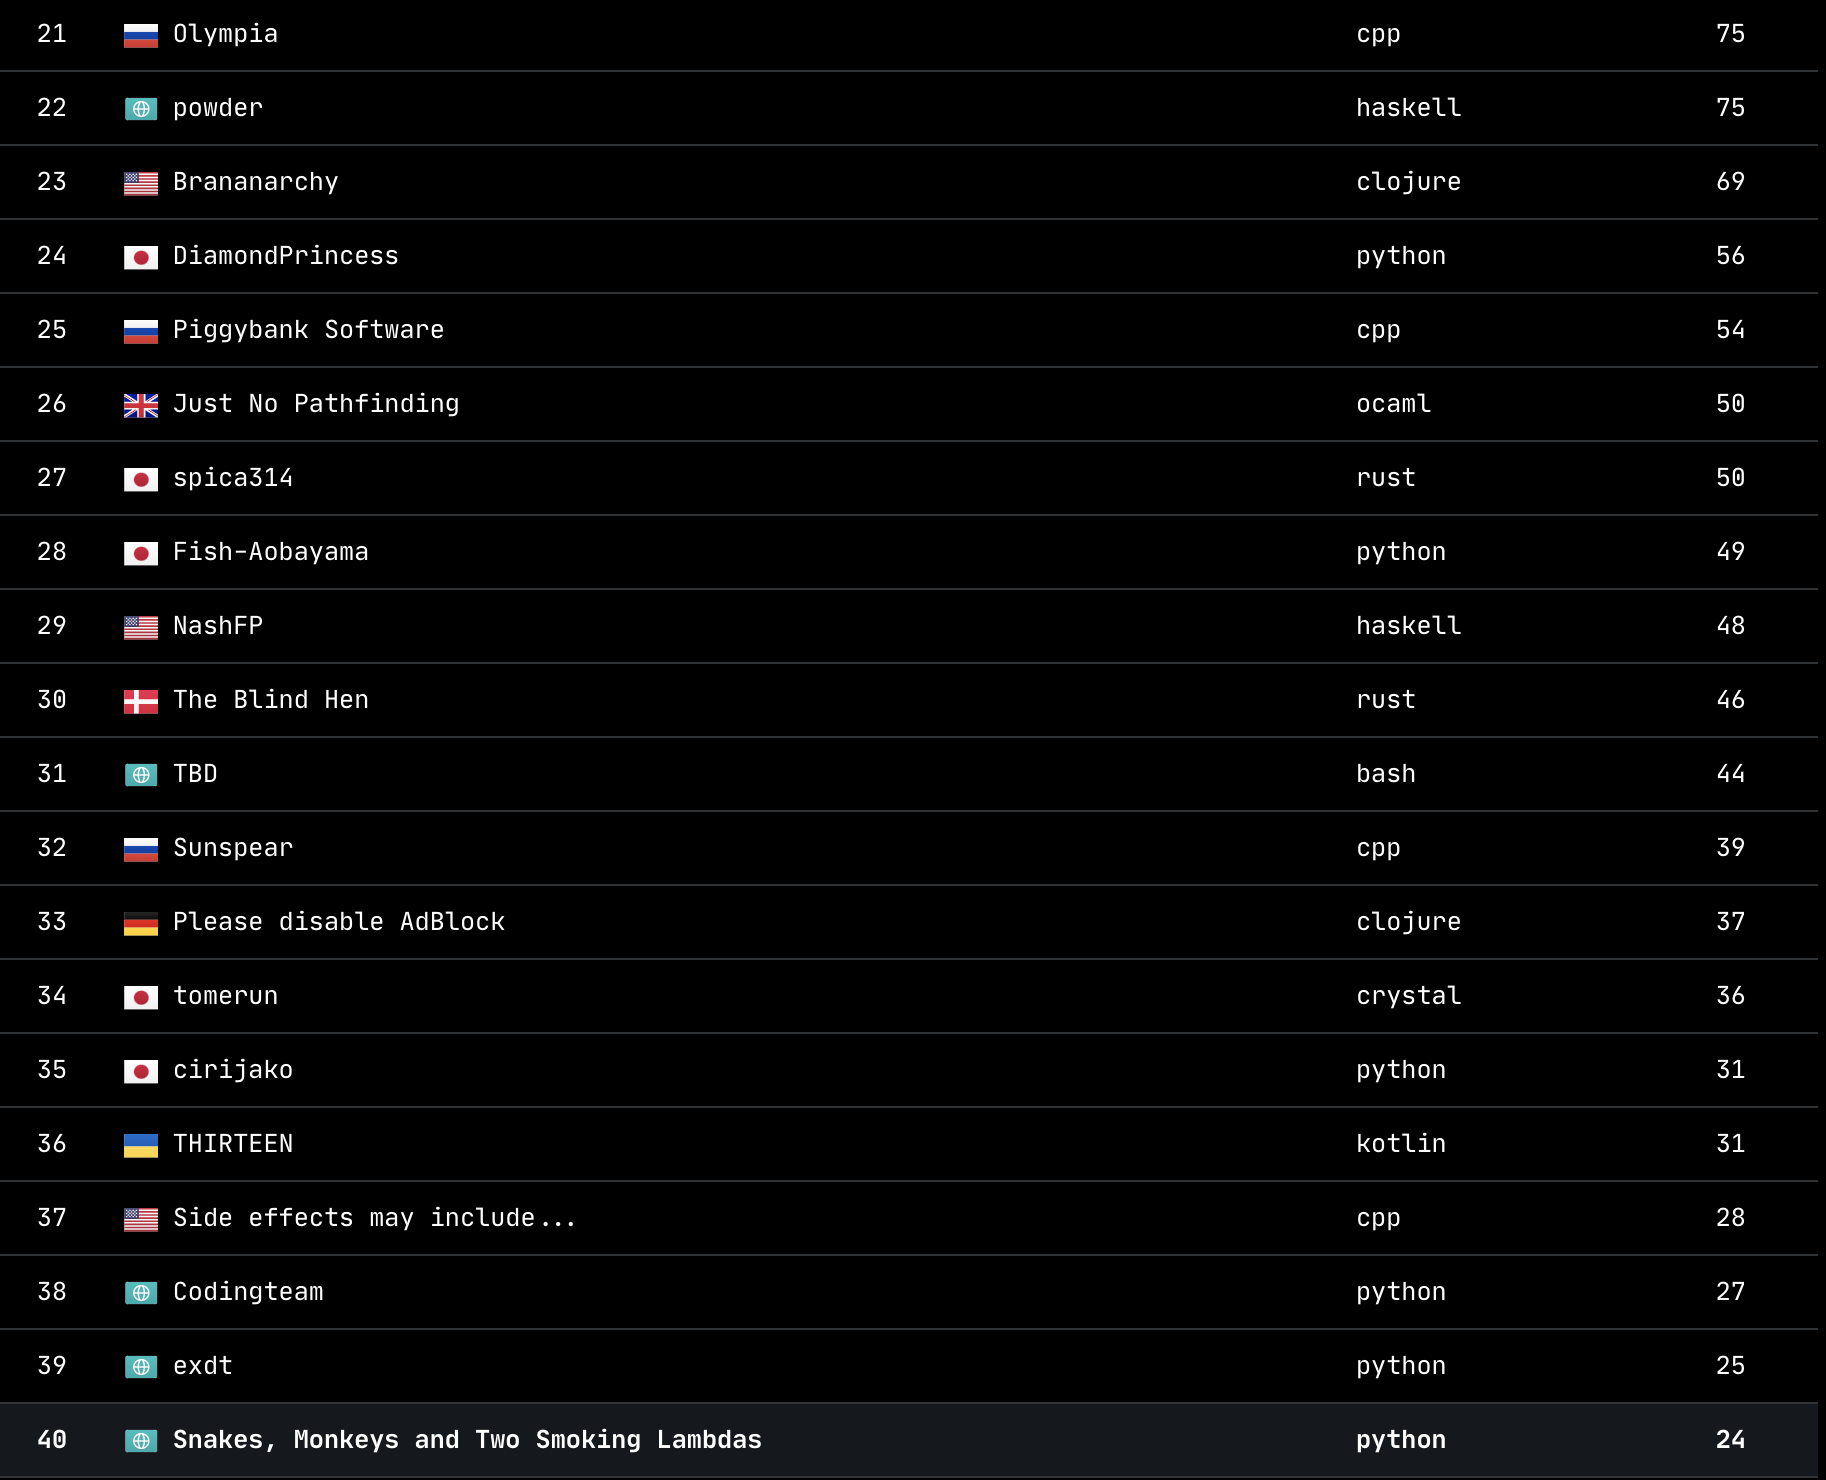 21 Olympia cpp 75
22 powder haskell 75
23 Brananarchy clojure 69
24 DiamondPrincess python 56
25 Piggybank Software cpp 54
26 Just No Pathfinding ocaml 50
27 spica314 rust 50
28 Fish-Aobayama python 49
29 NashFP haskell 48
30 The Blind Hen rust 46
31 TBD bash 44
32 Sunspear cpp 39
33 Please disable AdBlock clojure 37
34 tomerun crystal 36
35 cirijako python 31
36 THIRTEEN kotlin 31
37 Side effects may include... cpp 28
38 Codingteam python 27
39 exdt python 25
40 Snakes, Monkeys and Two Smoking Lambdas python 24